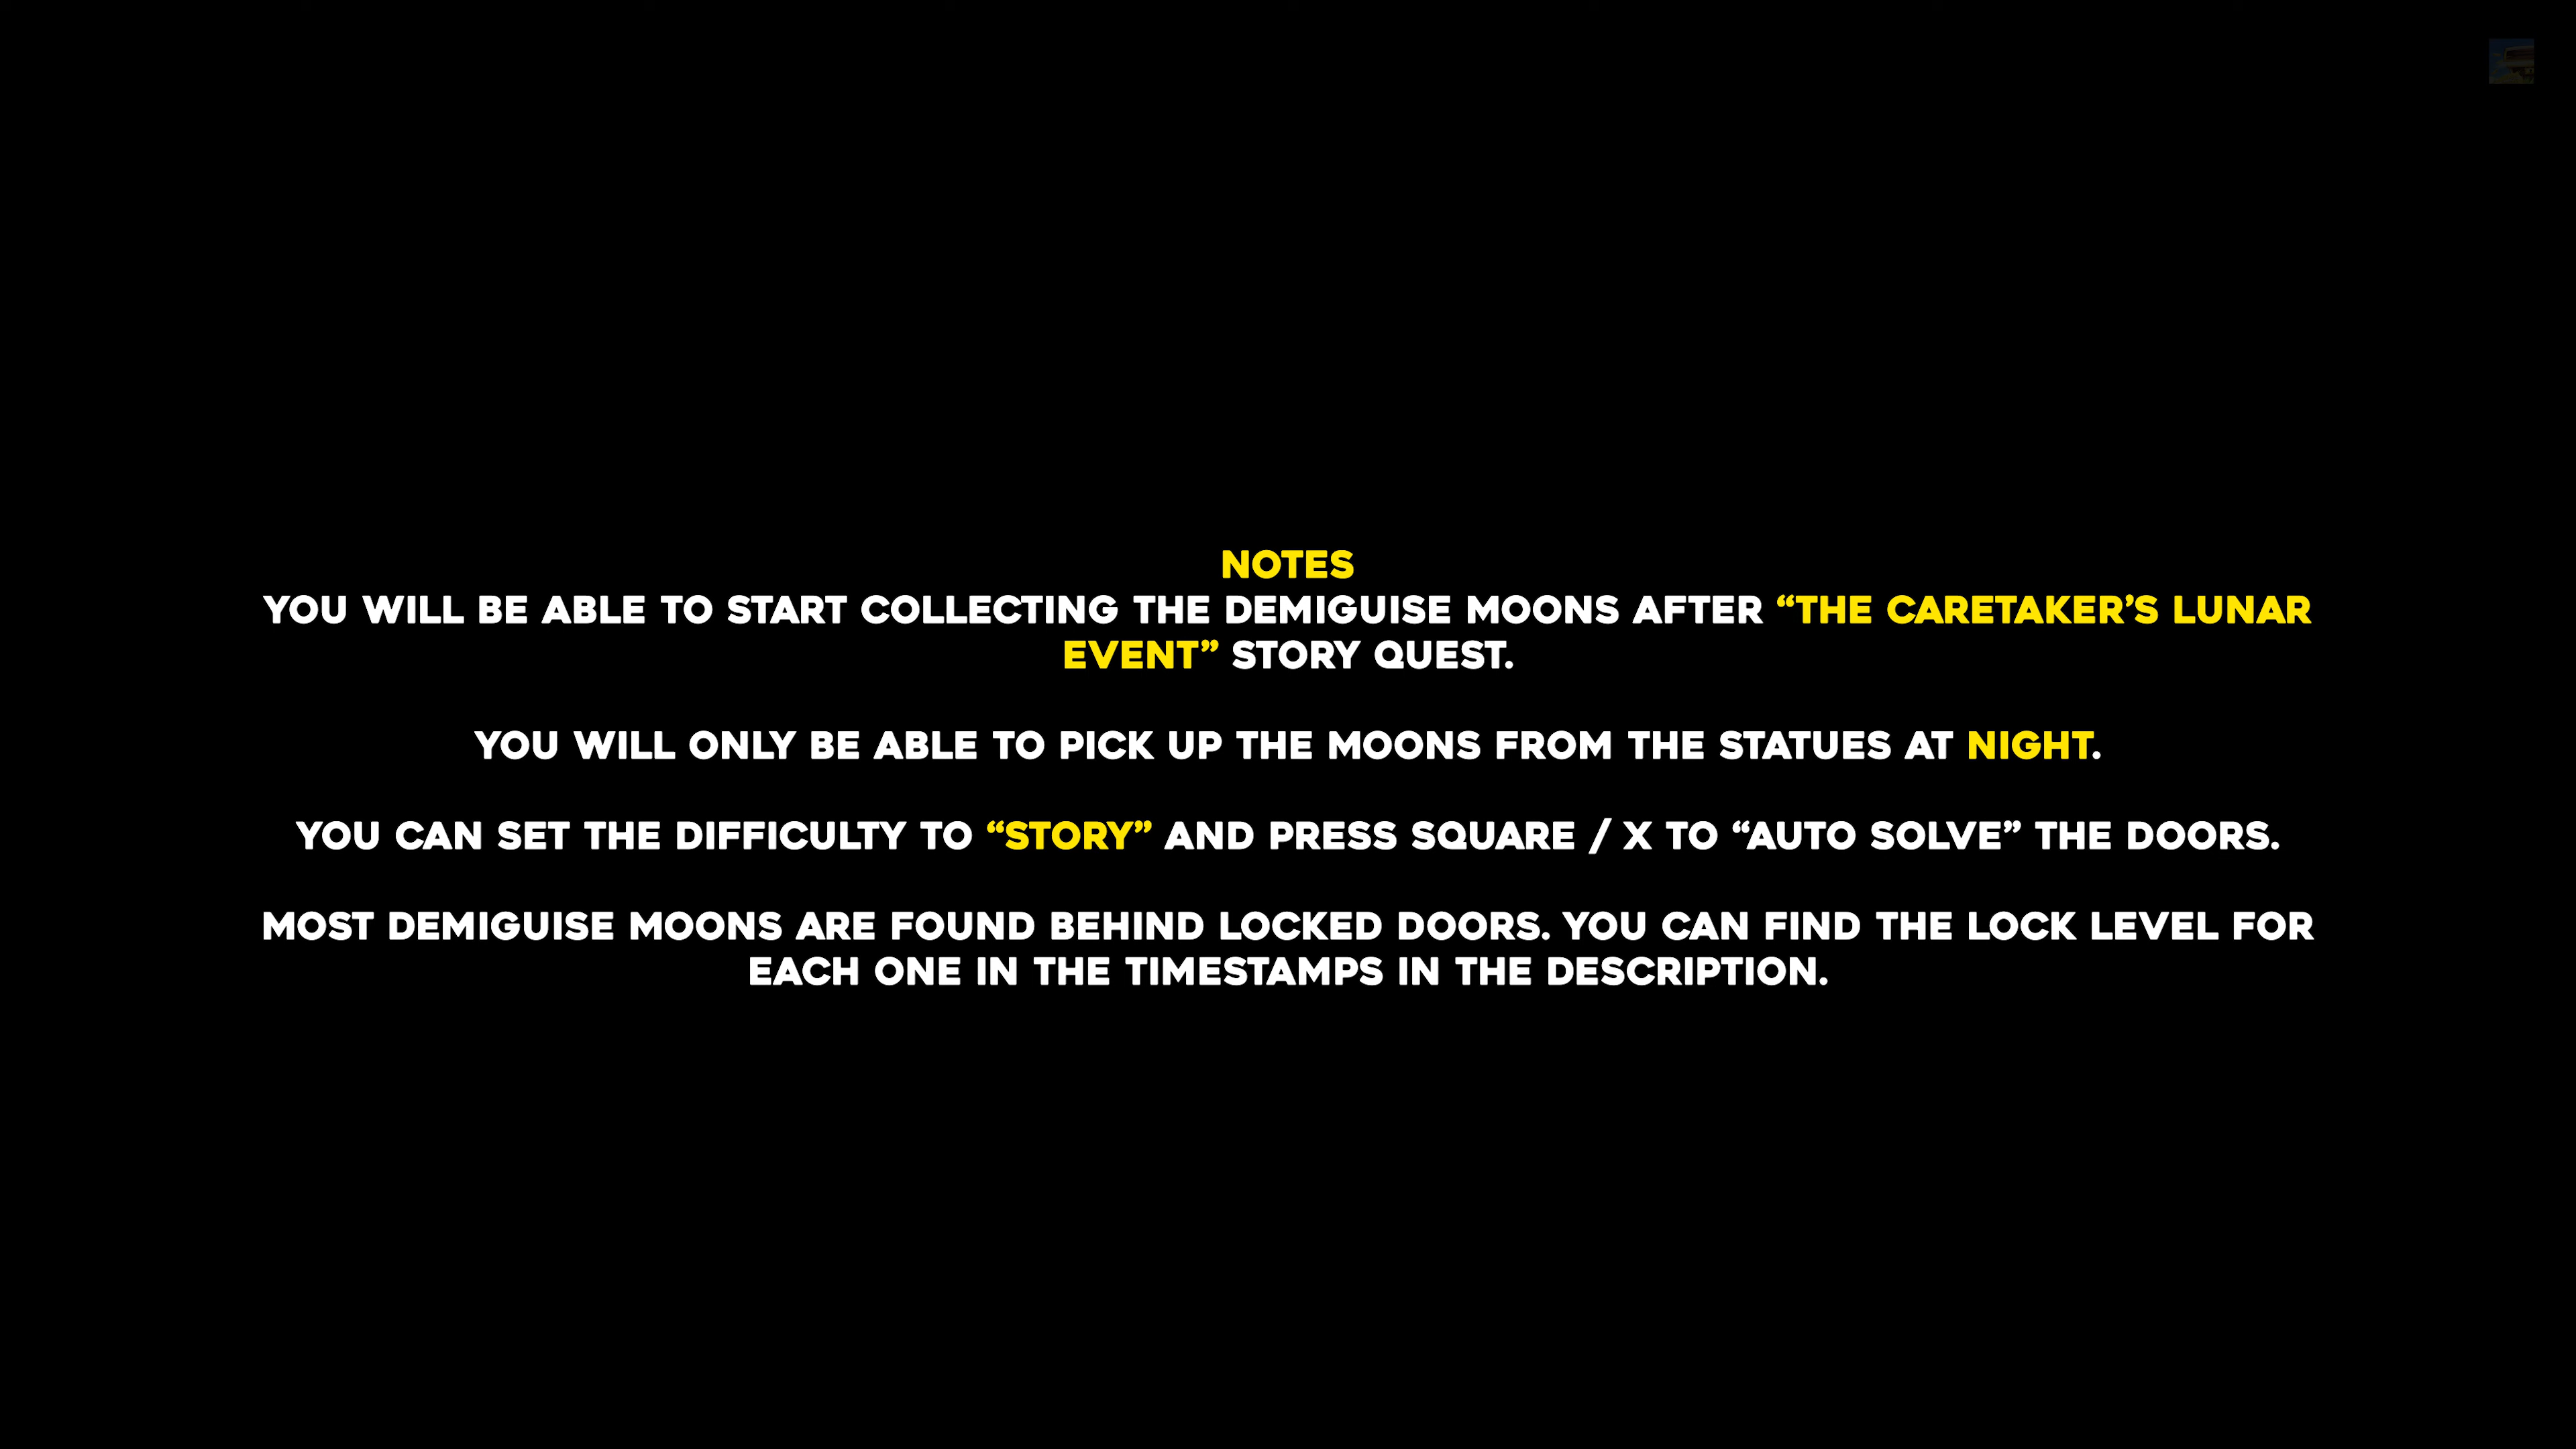 NOTES
YOU WILL BE ABLE TO START COLLECTING THE DEMIGUISE MOONS AFTER “THE CARETAKER’S LUNAR
EVENT” STORY QUEST.
YOU WILL ONLY BE ABLE TO PICK UP THE MOONS FROM THE STATUES AT NIGHT.
YOU CAN SET THE DIFFICULTY TO “STORY” AND PRESS SQUARE / X TO “AUTO SOLVE” THE DOORS.
MOST DEMIGUISE MOONS ARE FOUND BEHIND LOCKED DOORS. YOU CAN FIND THE LOCK LEVEL FOR
EACH ONE IN THE TIMESTAMPS IN THE DESCRIPTION.